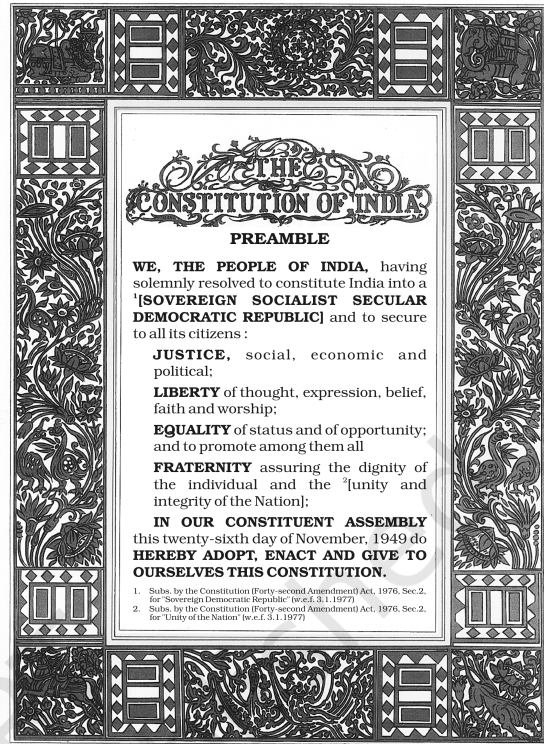 THE
CONSTITUTION OF INDIA
PREAMBLE
WE, THE PEOPLE OF INDIA, having
solemnly resolved to constitute India into a
¹[SOVEREIGN SOCIALIST SECULAR
DEMOCRATIC REPUBLIC] and to secure
to all its citizens :
JUSTICE, social, economic and
political;
LIBERTY of thought, expression, belief,
faith and worship;
EQUALITY of status and of opportunity;
and to promote among them all
FRATERNITY assuring the dignity of
the individual and the ²[unity and
integrity of the Nation];
IN OUR CONSTITUENT ASSEMBLY
this twenty-sixth day of November, 1949 do
HEREBY ADOPT, ENACT AND GIVE TO
OURSELVES THIS CONSTITUTION.
1. Subs. by the Constitution (Forty-second Amendment) Act, 1976, Sec.2,
for "Sovereign Democratic Republic" (w.e.f. 3.1.1977)
2. Subs. by the Constitution (Forty-second Amendment) Act, 1976, Sec.2,
for "Unity of the Nation" (w.e.f. 3.1.1977)